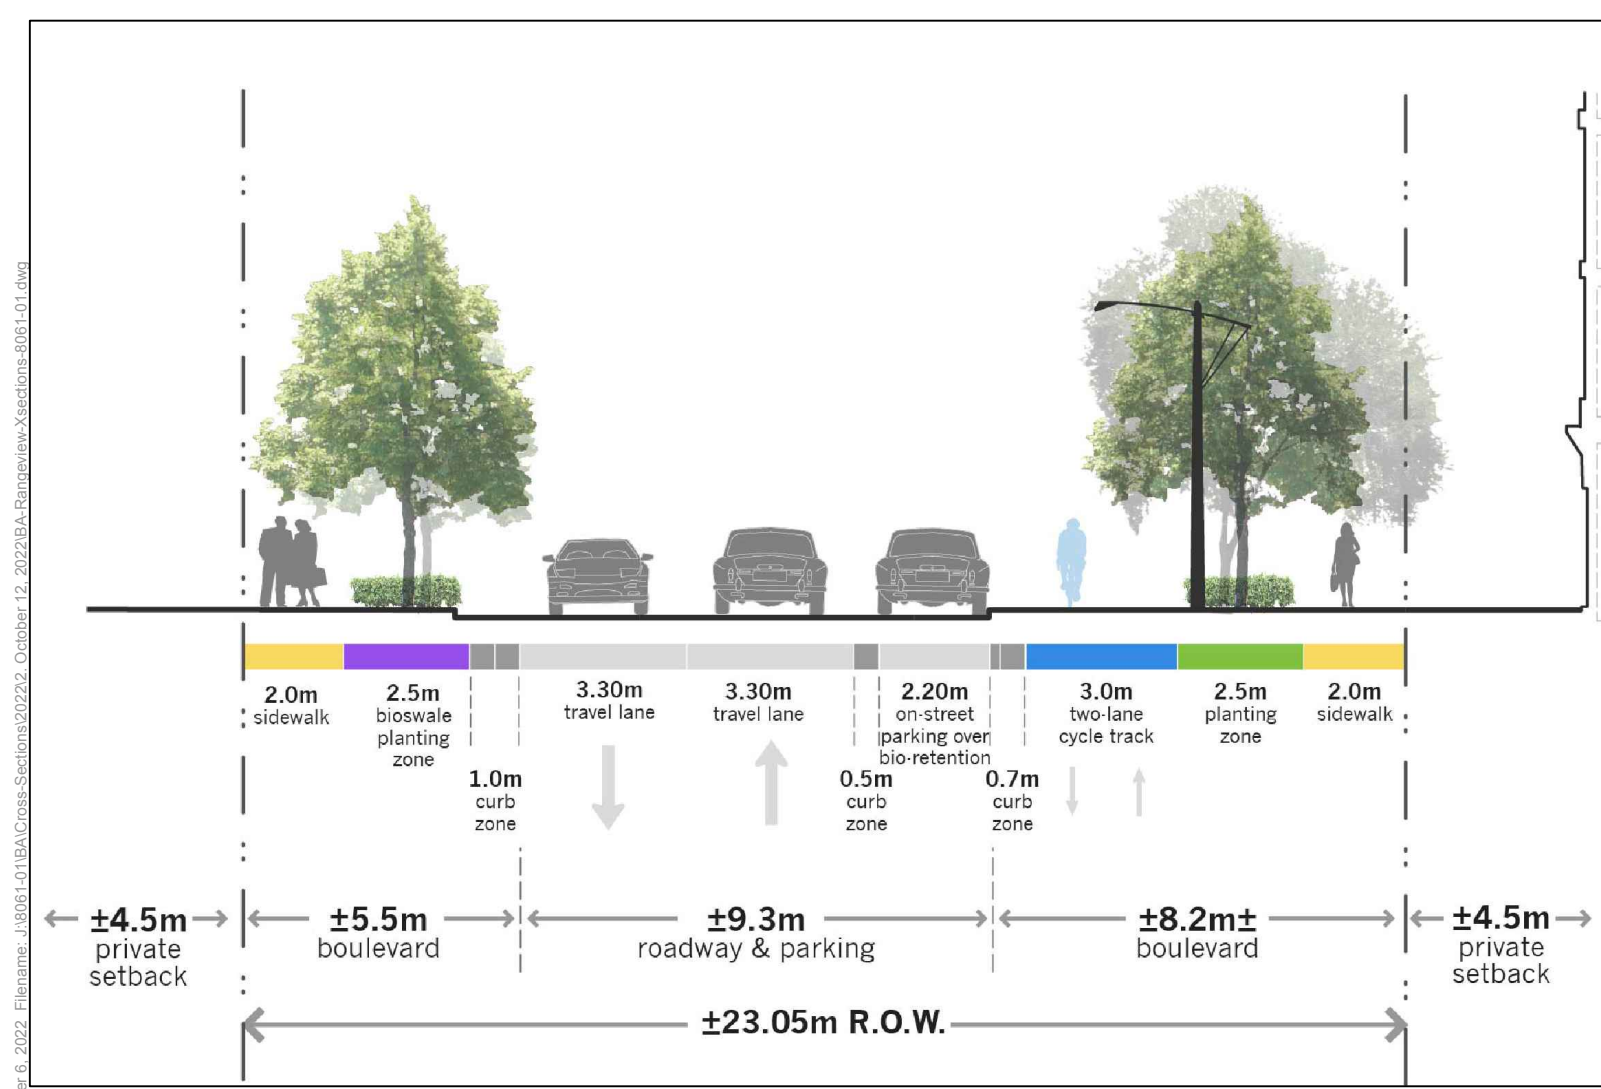 er 6, 2022 Filename: J:\8061-01\BA\Cross-Sections\2022\2. October 12, 2022\BA-Rangeview-Xsections-8061-01.dwg
2.0m
sidewalk
2.5m
bioswale
planting
zone
1.0m
curb
zone
3.30m
travel lane
3.30m
travel lane
0.5m
curb
zone
2.20m
on-street
parking over
bio-retention
0.7m
curb
zone
3.0m
two-lane
cycle track
2.5m
planting
zone
2.0m
sidewalk
±4.5m
private
setback
±5.5m
boulevard
±9.3m
roadway & parking
±8.2m±
boulevard
±4.5m
private
setback
±23.05m R.O.W.